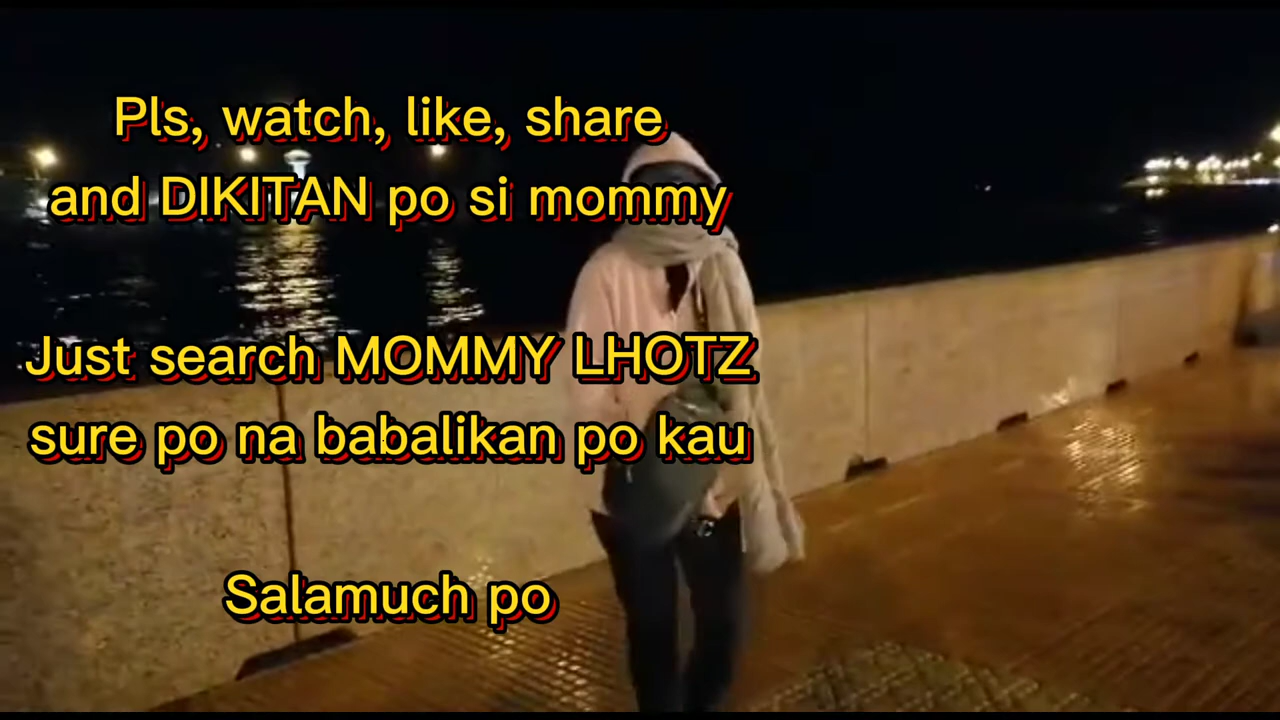 Pls, watch, like, share
and DIKITAN po si mommy
Just search MOMMY LHOTZ
sure po na babalikan po kau
Salamuch po